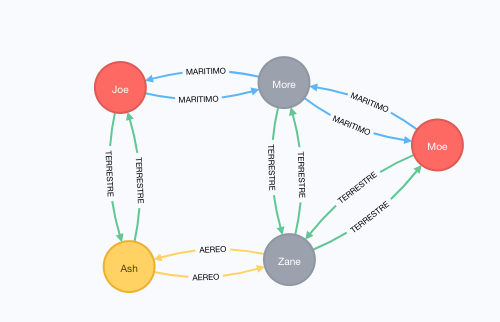 MARITIMO
Joe
More
MARITIMO
MARITIMO
MARITIMO
Moe
TERRESTRE
TERRESTRE
TERRESTRE
TERRESTRE
TERRESTRE
TERRESTRE
AEREO
Zane
Ash
AEREO